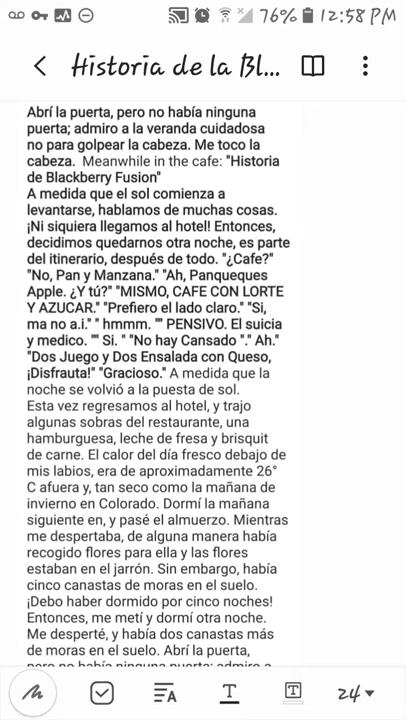 76% 12:58 PM
Historia de la Bl...
Abrí la puerta, pero no había ninguna
puerta; admiro a la veranda cuidadosa
no para golpear la cabeza. Me toco la
cabeza. Meanwhile in the cafe: "Historia
de Blackberry Fusion"
A medida que el sol comienza a
levantarse, hablamos de muchas cosas.
¡Ni siquiera llegamos al hotel! Entonces,
decidimos quedarnos otra noche, es parte
del itinerario, después de todo. "¿Cafe?"
"No, Pan y Manzana." "Ah, Panqueques
Apple. ¿Y tú?" "MISMO, CAFE CON LORTE
Y AZUCAR." "Prefiero el lado claro." "Si,
ma no a.i." " hmmm. "" PENSIVO. El suicia
y medico. "" Si. " "No hay Cansado "." Ah."
"Dos Juego y Dos Ensalada con Queso,
¡Disfruta!" "Gracioso." A medida que la
noche se volvió a la puesta de sol.
Esta vez regresamos al hotel, y trajo
algunas sobras del restaurante, una
hamburguesa, leche de fresa y brisquit
de carne. El calor del día fresco debajo de
mis labios, era de aproximadamente 26°
C afuera y, tan seco como la mañana de
invierno en Colorado. Dormí la mañana
siguiente en, y pasé el almuerzo. Mientras
me despertaba, de alguna manera había
recogido flores para ella y las flores
estaban en el jarrón. Sin embargo, había
cinco canastas de moras en el suelo.
¡Debo haber dormido por cinco noches!
Entonces, me metí y dormí otra noche.
Me desperté, y había dos canastas más
de moras en el suelo. Abrí la puerta,
pero no había ninguna puerta; admiro a
24